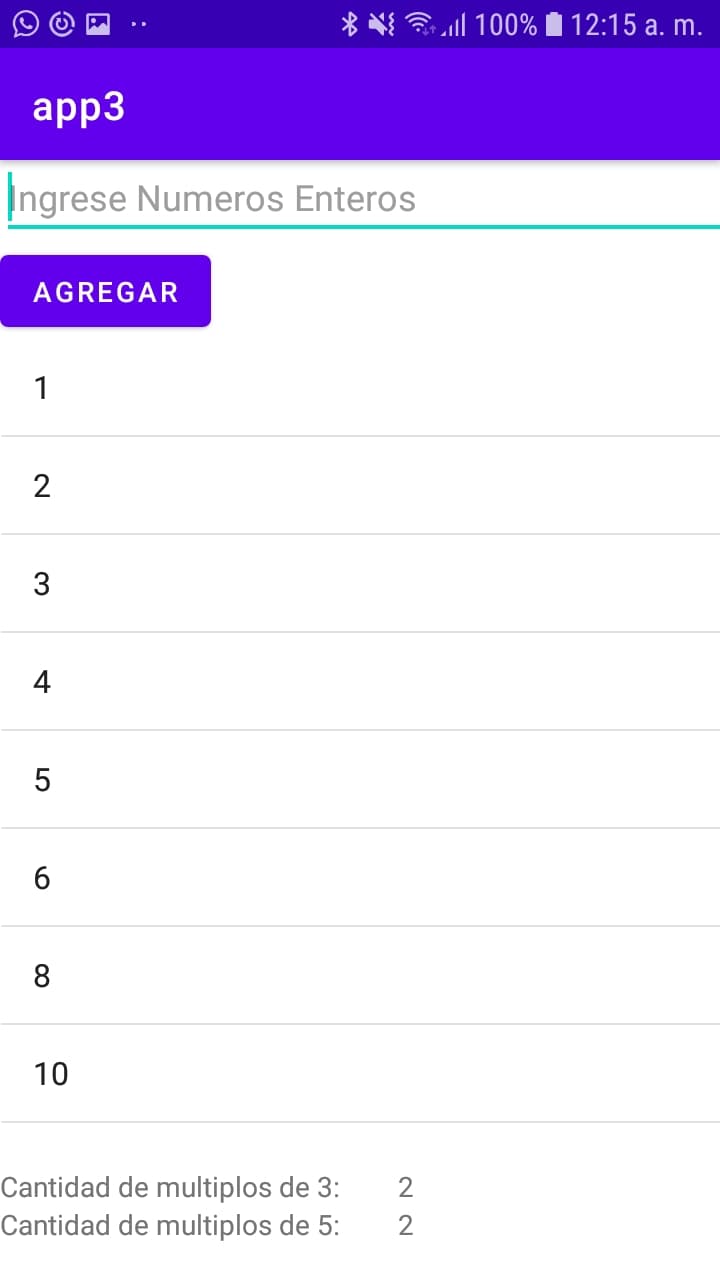 100% 12:15 a. m.
app3
Ingrese Numeros Enteros
AGREGAR
1
2
3
4
5
6
8
10
Cantidad de multiplos de 3: 2
Cantidad de multiplos de 5: 2